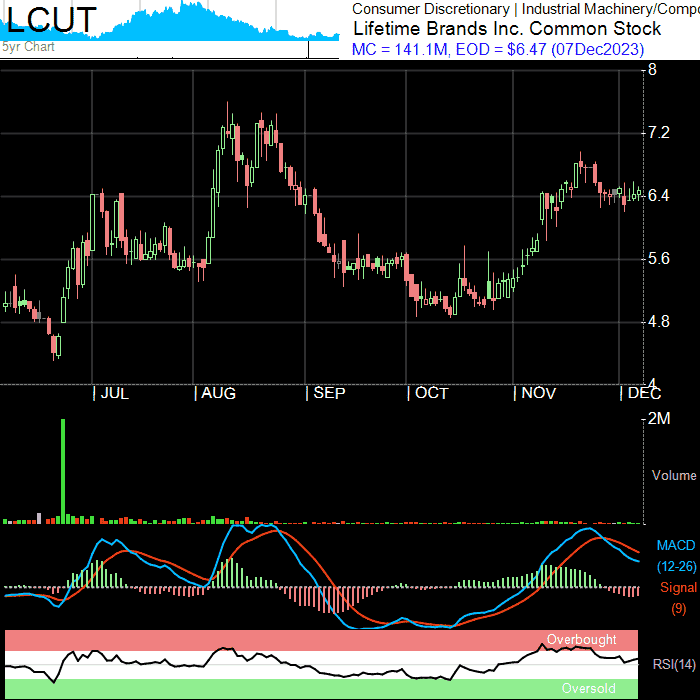 LCUT
5yr Chart
Consumer Discretionary | Industrial Machinery/Compo
Lifetime Brands Inc. Common Stock
MC = 141.1M, EOD = $6.47 (07Dec2023)
8
7.2
6.4
5.6
4.8
4
| JUL | AUG | SEP | OCT | NOV | DEC
2M
Volume
MACD
(12-26)
Signal
(9)
Overbought
RSI(14)
Oversold